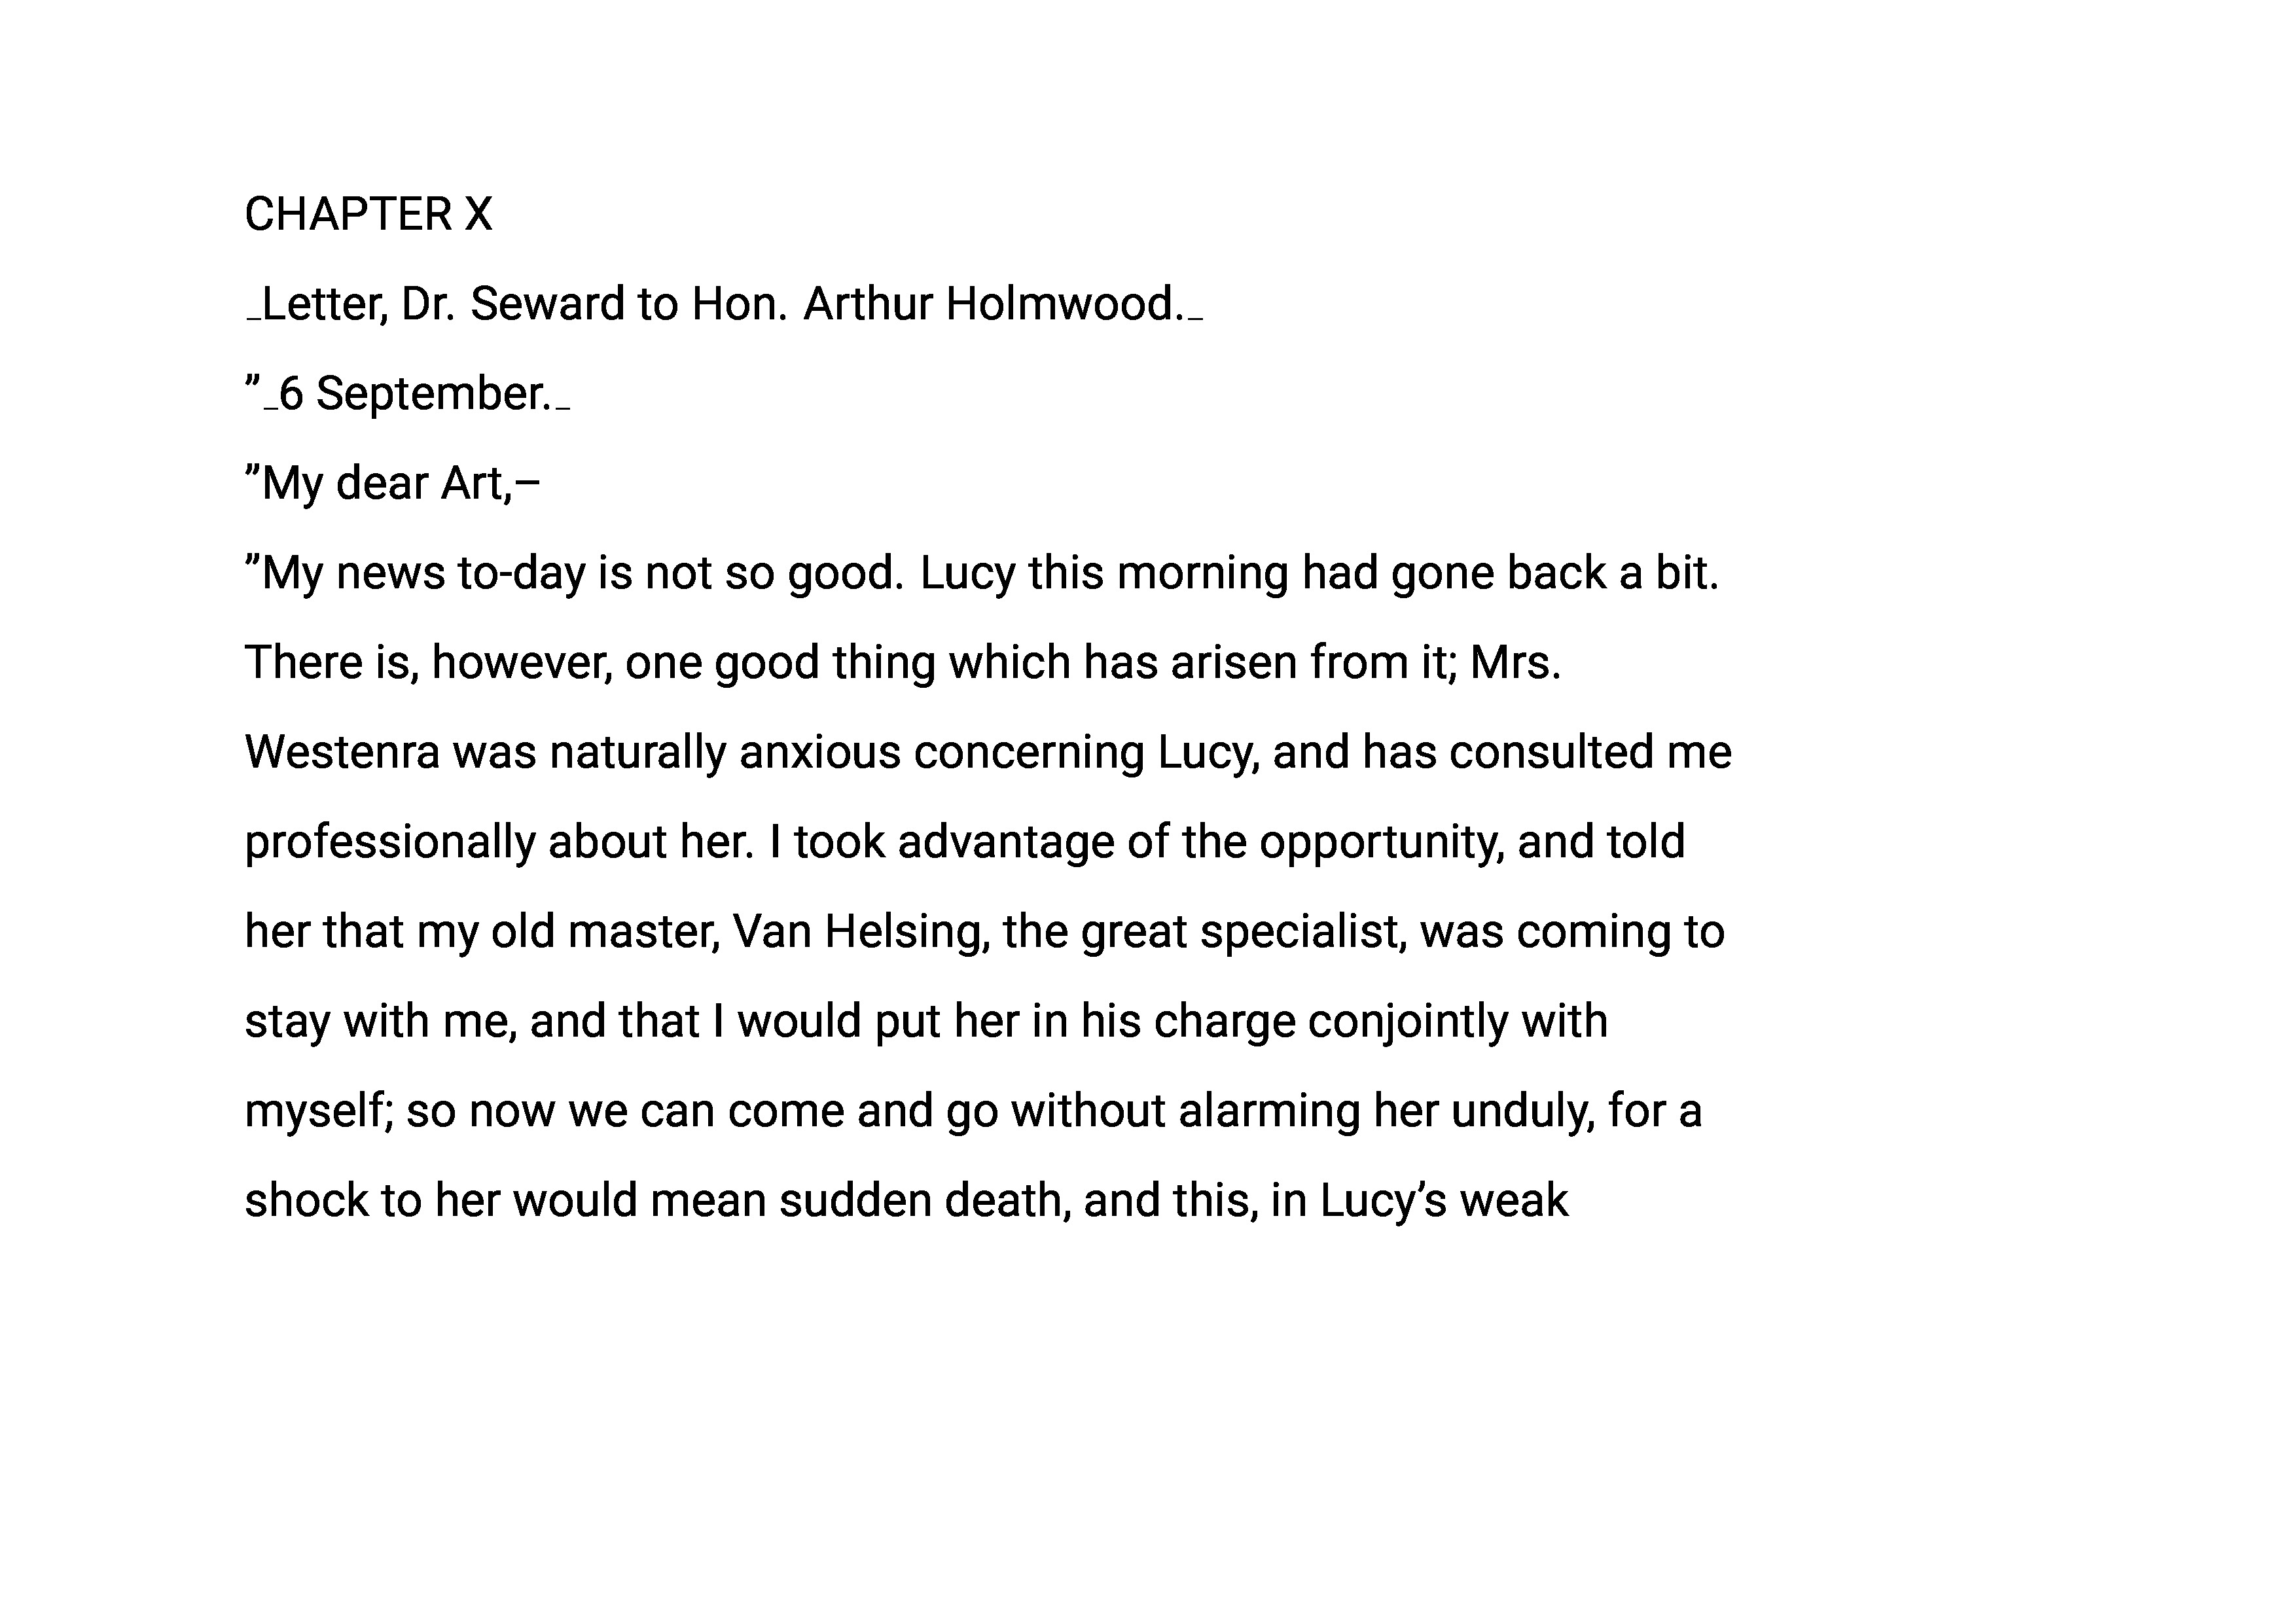 CHAPTER X
_Letter, Dr. Seward to Hon. Arthur Holmwood._
”_6 September._
”My dear Art,–
”My news to-day is not so good. Lucy this morning had gone back a bit.
There is, however, one good thing which has arisen from it; Mrs.
Westenra was naturally anxious concerning Lucy, and has consulted me
professionally about her. I took advantage of the opportunity, and told
her that my old master, Van Helsing, the great specialist, was coming to
stay with me, and that I would put her in his charge conjointly with
myself; so now we can come and go without alarming her unduly, for a
shock to her would mean sudden death, and this, in Lucy’s weak